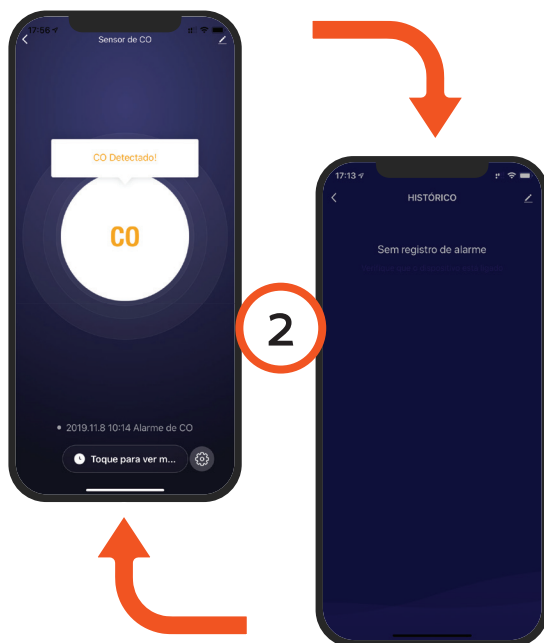 17:56
Sensor de CO
CO Detectado!
CO
2019.11.8 10:14 Alarme de CO
Toque para ver m...
2
17:13
HISTÓRICO
Sem registro de alarme